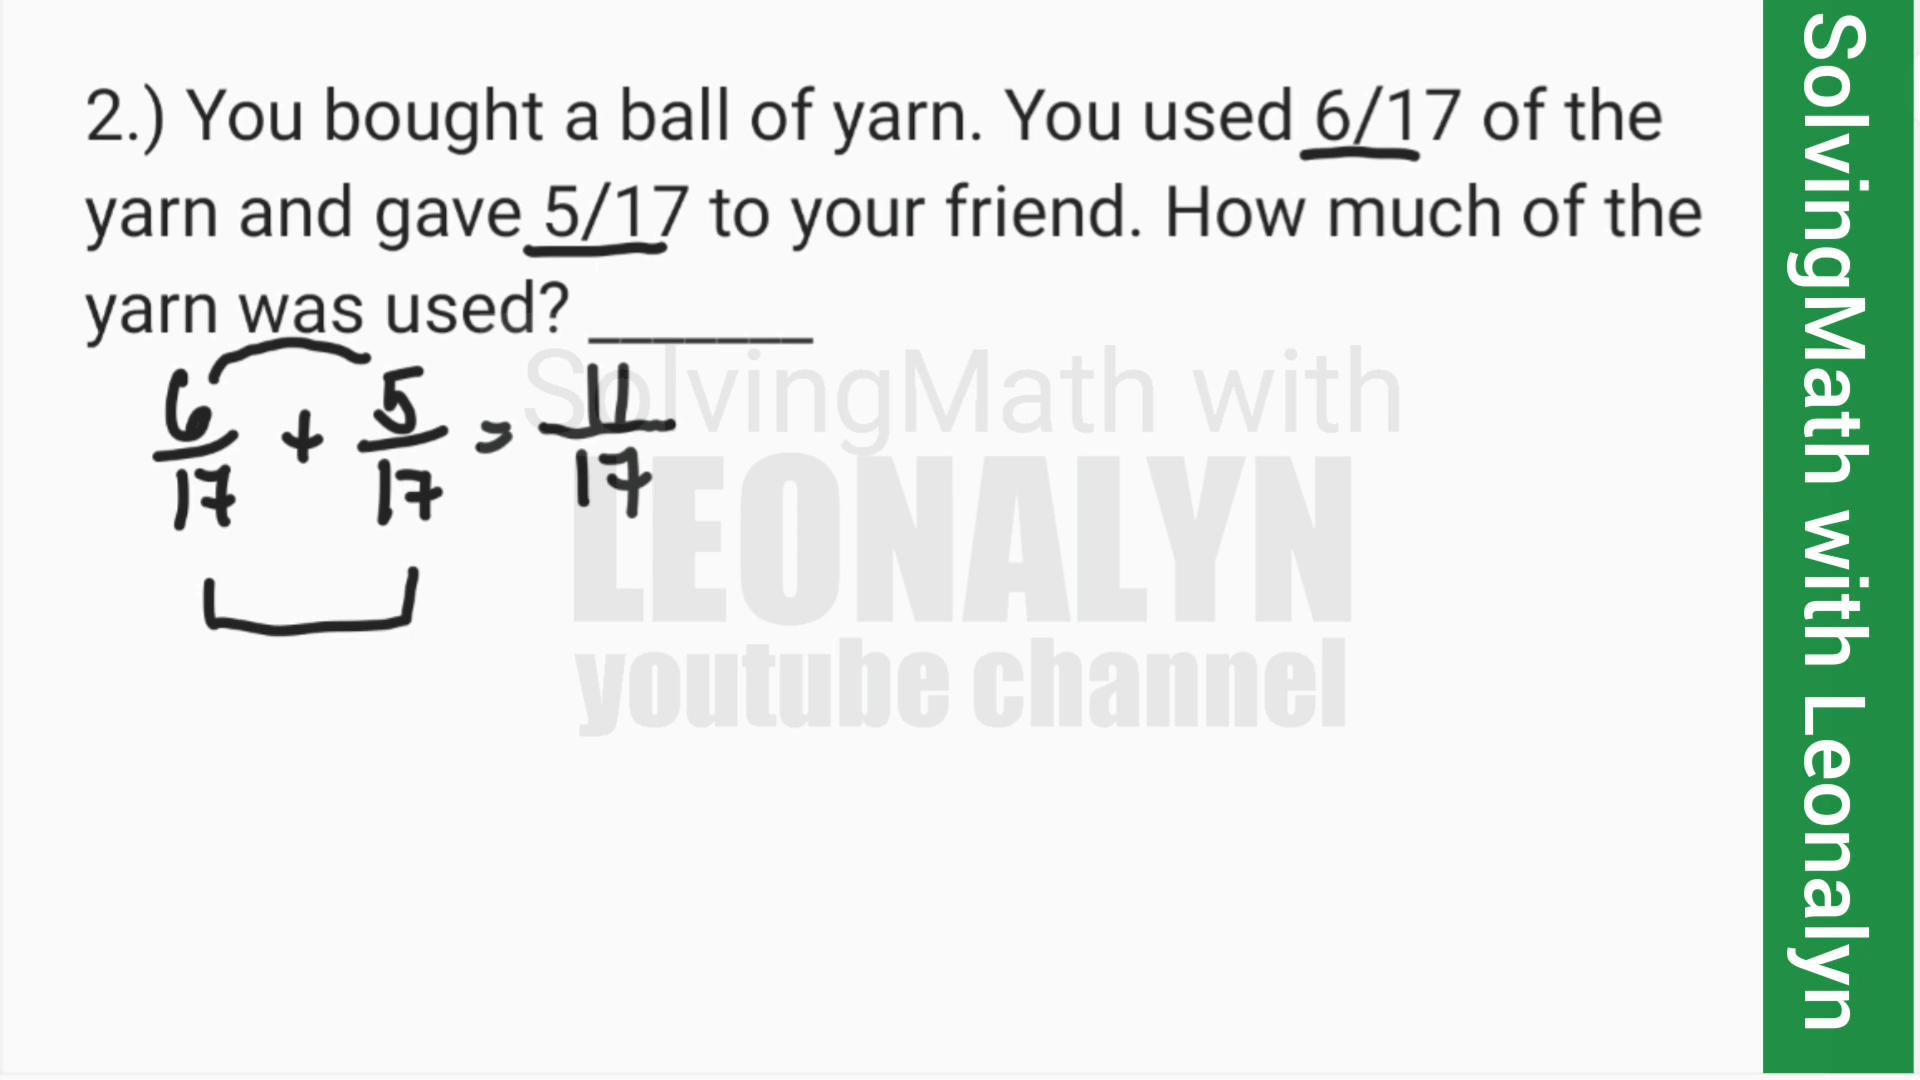 2.) You bought a ball of yarn. You used 6/17 of the
yarn and gave 5/17 to your friend. How much of the
yarn was used? _______
6/17 + 5/17 = 11/17
SolvingMath with
LEONALYN
youtube channel
SolvingMath with Leonalyn